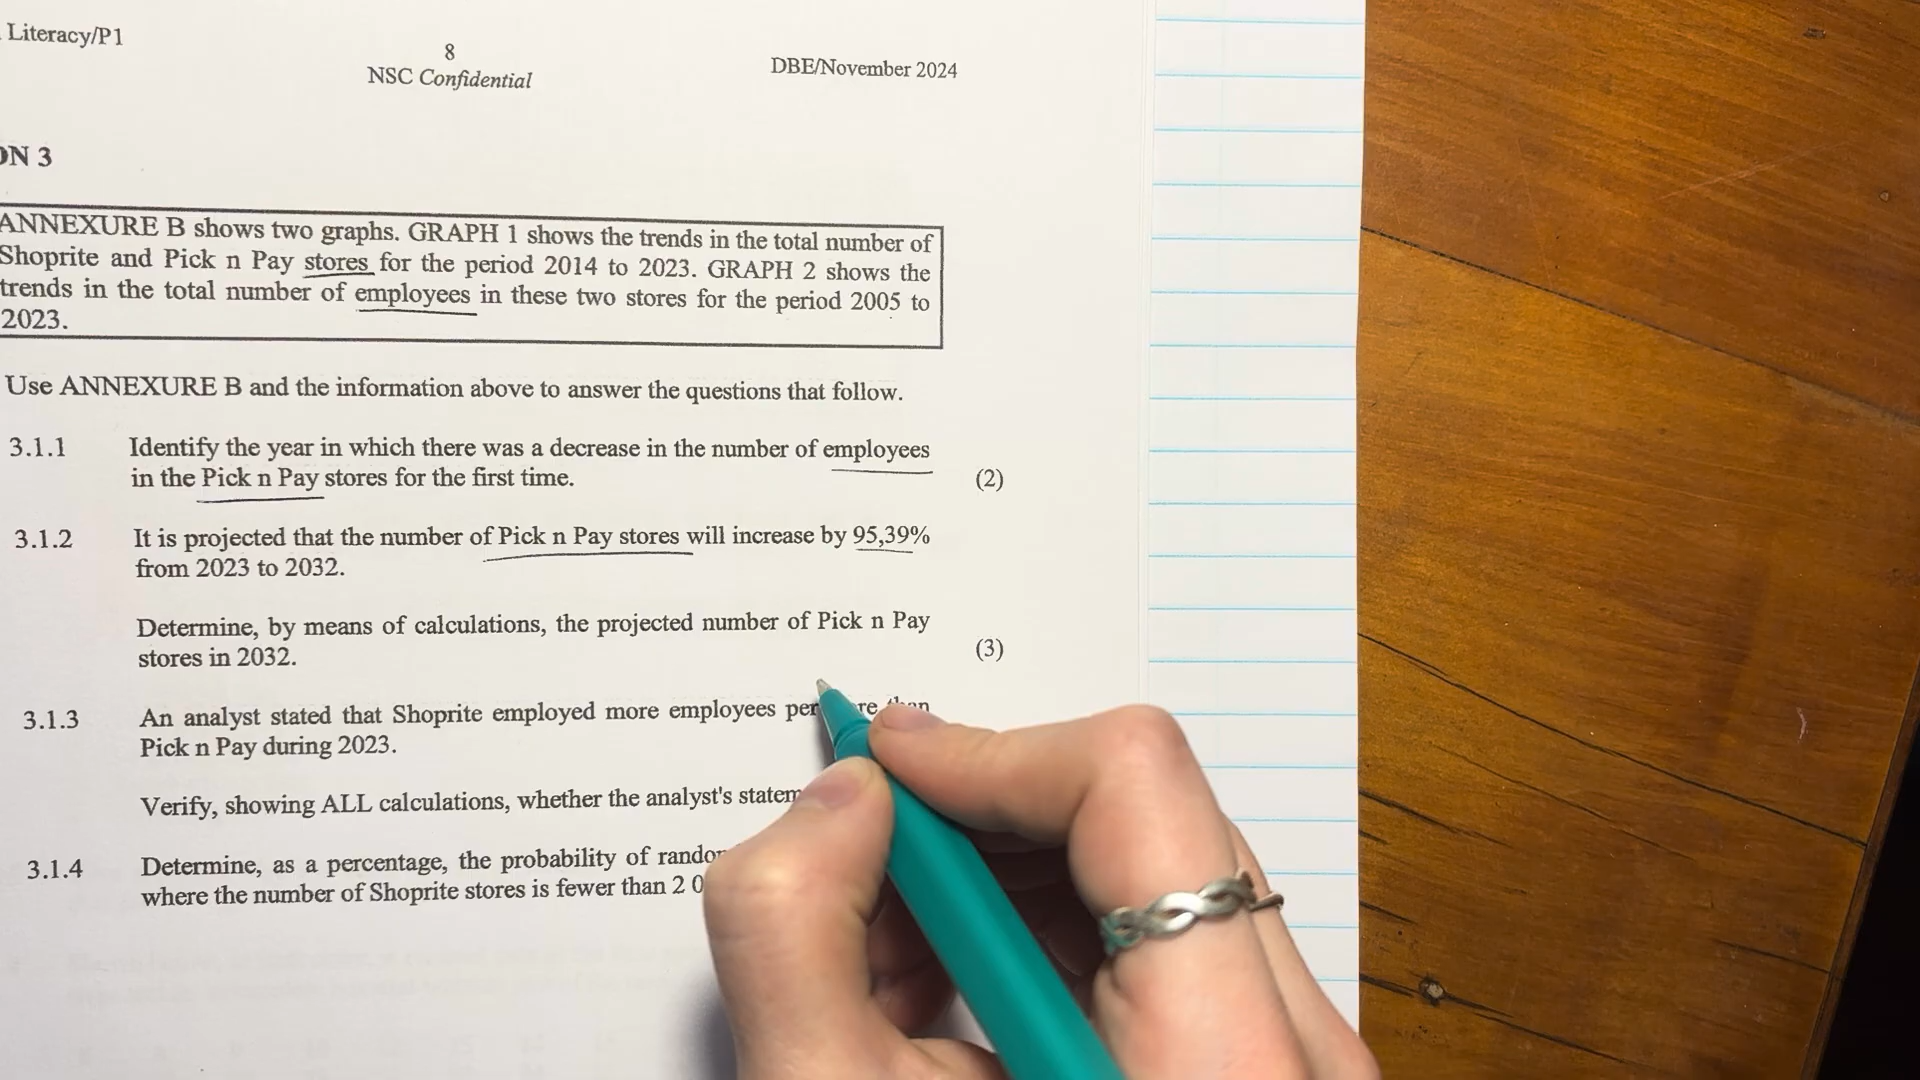 Literacy/P1
8
NSC Confidential
DBE/November 2024
ON 3
ANNEXURE B shows two graphs. GRAPH 1 shows the trends in the total number of
Shoprite and Pick n Pay stores for the period 2014 to 2023. GRAPH 2 shows the
trends in the total number of employees in these two stores for the period 2005 to
2023.
Use ANNEXURE B and the information above to answer the questions that follow.
3.1.1 Identify the year in which there was a decrease in the number of employees
in the Pick n Pay stores for the first time. (2)
3.1.2 It is projected that the number of Pick n Pay stores will increase by 95,39%
from 2023 to 2032.
Determine, by means of calculations, the projected number of Pick n Pay
stores in 2032. (3)
3.1.3 An analyst stated that Shoprite employed more employees per
Pick n Pay during 2023.
Verify, showing ALL calculations, whether the analyst's
3.1.4 Determine, as a percentage, the probability of
where the number of Shoprite stores is fewer than 2 0